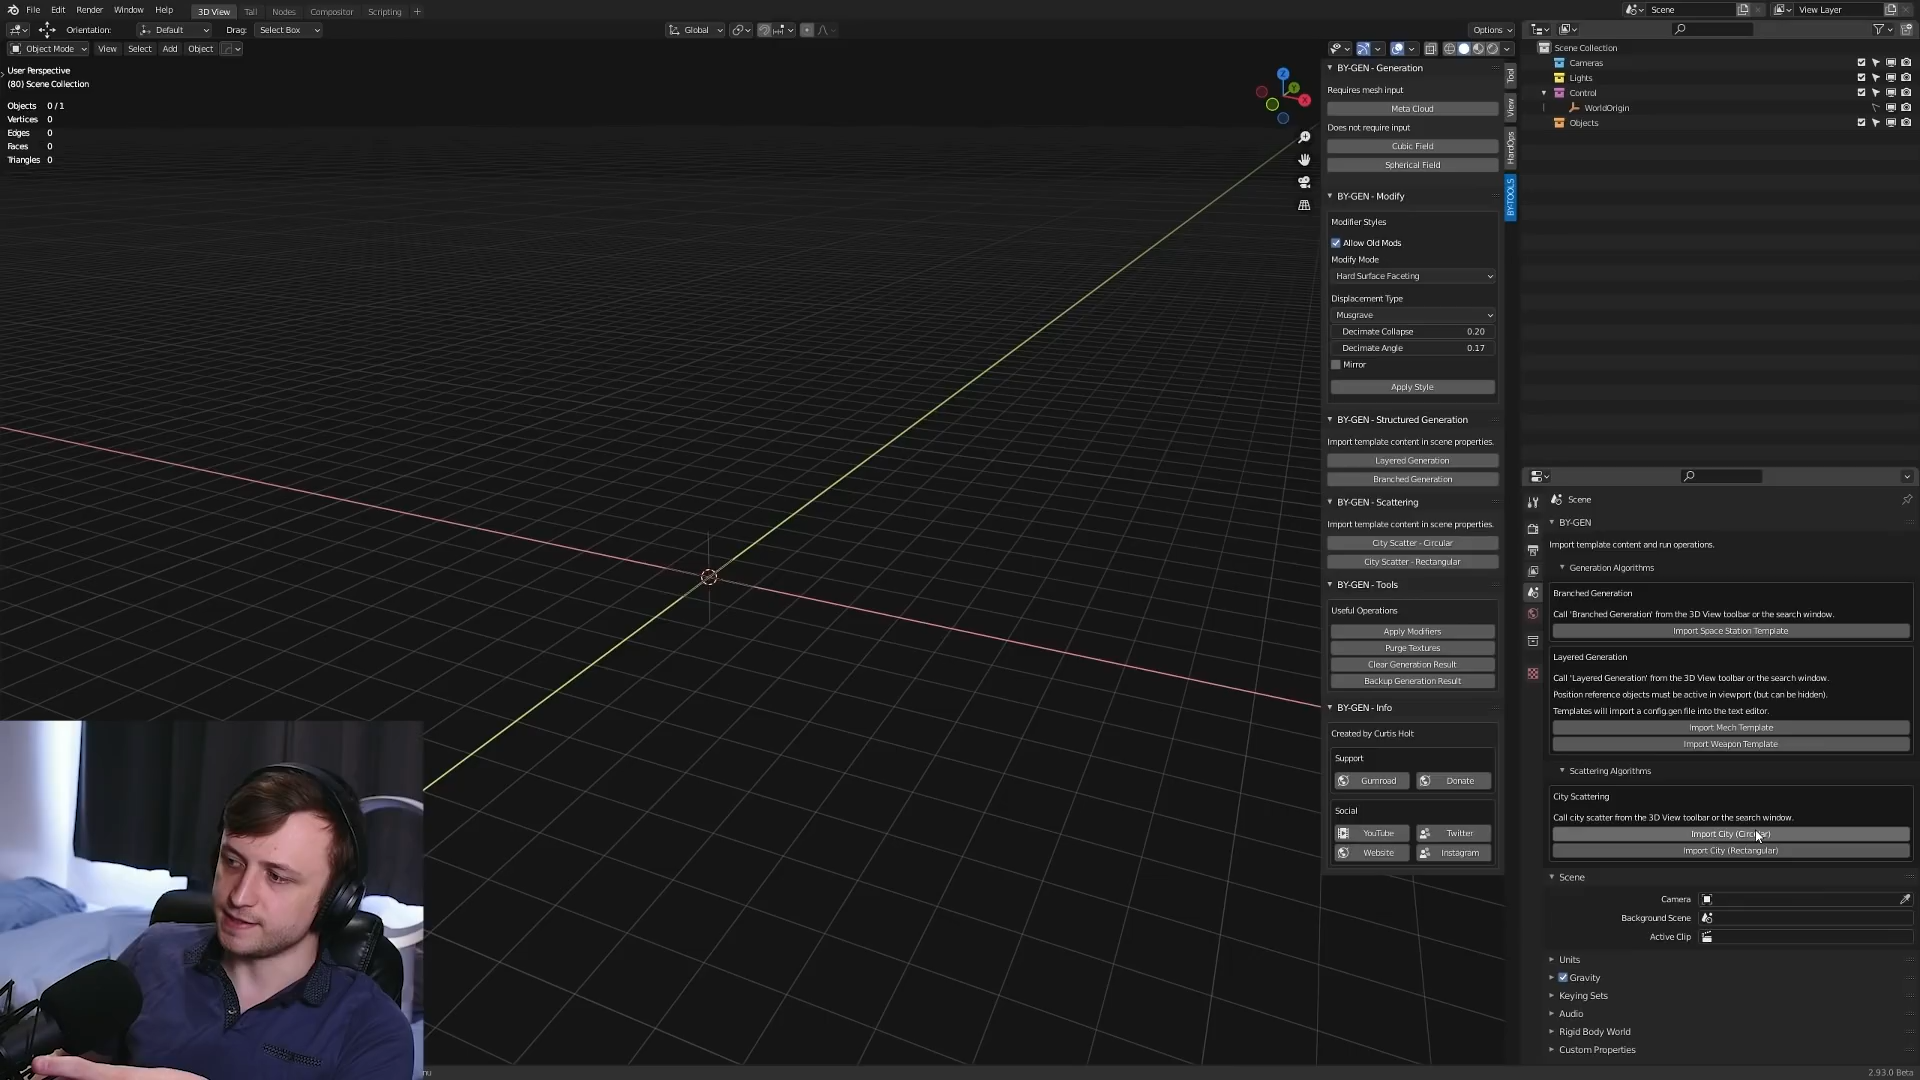 File Edit Render Window Help
3D View Tall Nodes Compositor Scripting +
Scene
View Layer
Orientation: Default Drag: Select Box
Global
Options
Object Mode View Select Add Object
User Perspective
(80) Scene Collection
Objects 0 / 1
Vertices 0
Edges 0
Faces 0
Triangles 0
Z
Y
X
Tool
View
HardOps
BY-TOOLS
BY-GEN - Generation
Requires mesh input
Meta Cloud
Does not require input
Cubic Field
Spherical Field
BY-GEN - Modify
Modifier Styles
Allow Old Mods
Modify Mode
Hard Surface Faceting
Displacement Type
Musgrave
Decimate Collapse 0.20
Decimate Angle 0.17
Mirror
Apply Style
BY-GEN - Structured Generation
Import template content in scene properties.
Layered Generation
Branched Generation
BY-GEN - Scattering
Import template content in scene properties.
City Scatter - Circular
City Scatter - Rectangular
BY-GEN - Tools
Useful Operations
Apply Modifiers
Purge Textures
Clear Generation Result
Backup Generation Result
BY-GEN - Info
Created by Curtis Holt
Support
Gumroad Donate
Social
YouTube Twitter
Website Instagram
Scene Collection
Cameras
Lights
Control
WorldOrigin
Objects
Scene
BY-GEN
Import template content and run operations.
Generation Algorithms
Branched Generation
Call 'Branched Generation' from the 3D View toolbar or the search window.
Import Space Station Template
Layered Generation
Call 'Layered Generation' from the 3D View toolbar or the search window.
Position reference objects must be active in viewport (but can be hidden).
Templates will import a config.gen file into the text editor.
Import Mech Template
Import Weapon Template
Scattering Algorithms
City Scattering
Call city scatter from the 3D View toolbar or the search window.
Import City (Circular)
Import City (Rectangular)
Scene
Camera
Background Scene
Active Clip
Units
Gravity
Keying Sets
Audio
Rigid Body World
Custom Properties
nu
2.93.0 Beta